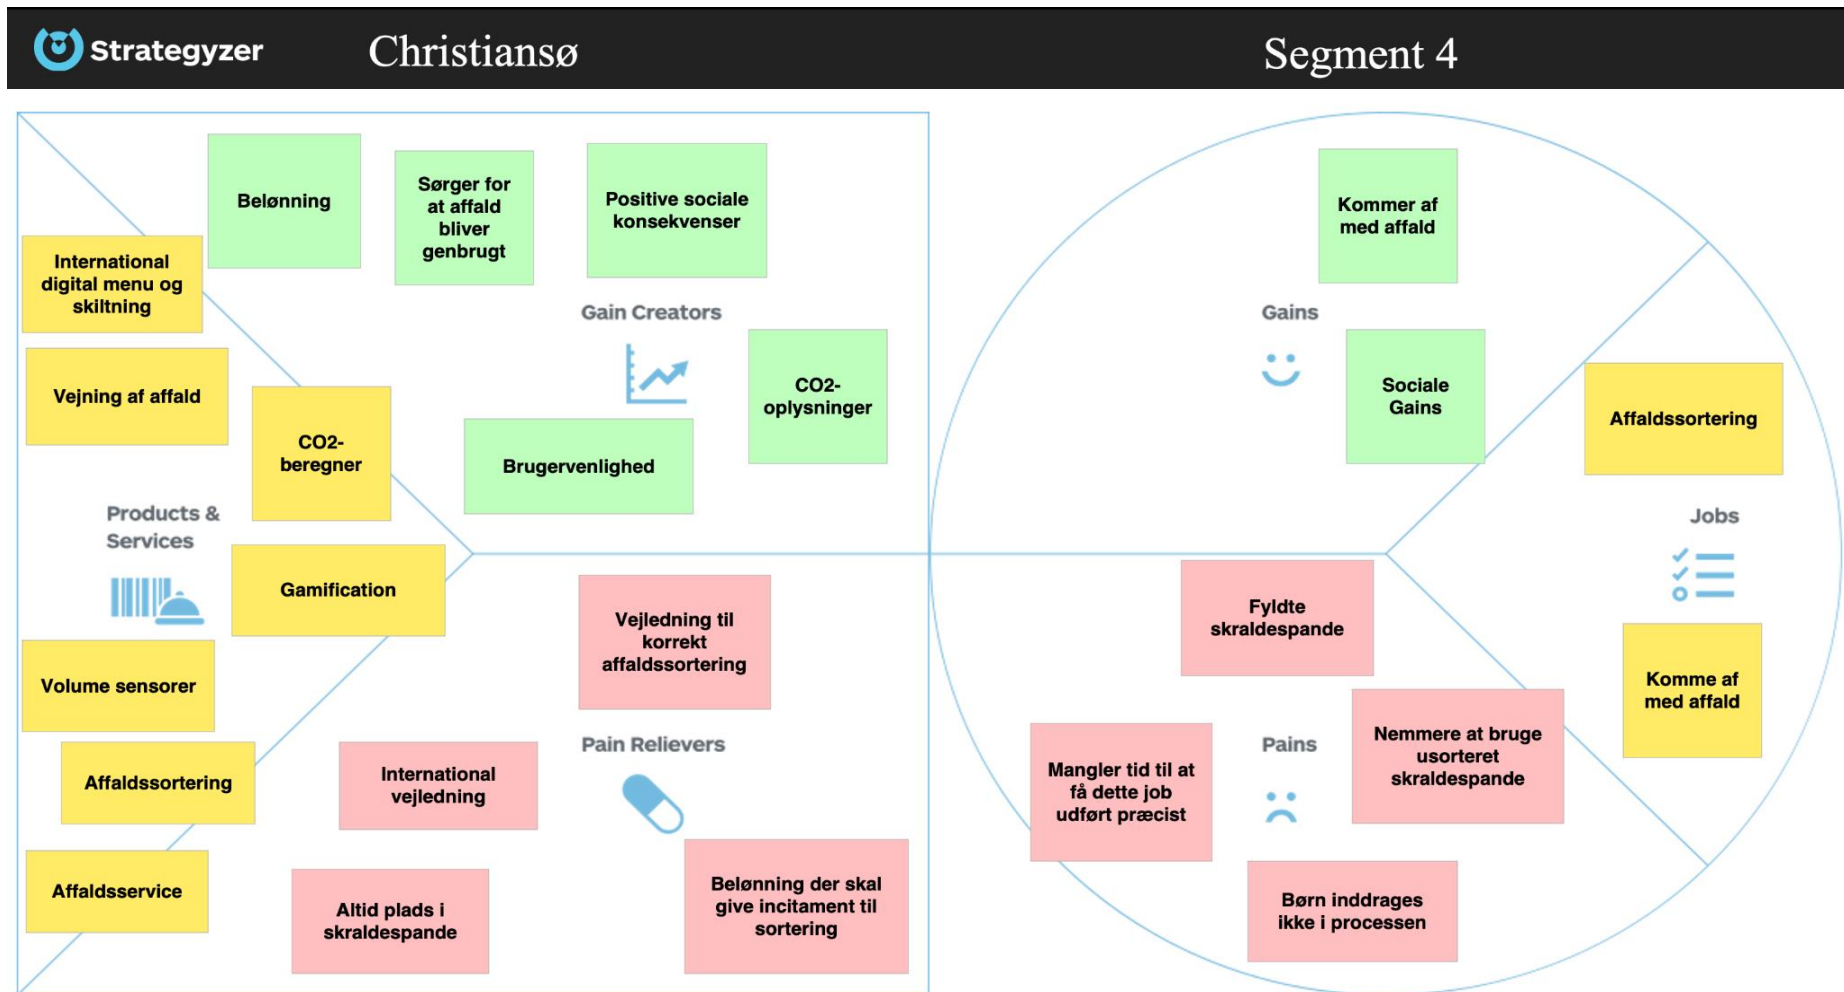 Strategyzer
Christiansø
Segment 4
Belønning
Sørger for
at affald
bliver
genbrugt
Positive sociale
konsekvenser
International
digital menu og
skiltning
Gain Creators
Vejning af affald
CO2-
beregner
CO2-
oplysninger
Brugervenlighed
Products &
Services
Gamification
Vejledning til
korrekt
affaldssortering
Volume sensorer
Affaldssortering
International
vejledning
Pain Relievers
Affaldsservice
Altid plads i
skraldespande
Belønning der skal
give incitament til
sortering
Kommer af
med affald
Gains
Sociale
Gains
Affaldssortering
Jobs
Komme af
med affald
Fyldte
skraldespande
Nemmere at bruge
usorteret
skraldespande
Pains
Mangler tid til at
få dette job
udført præcist
Børn inddrages
ikke i processen